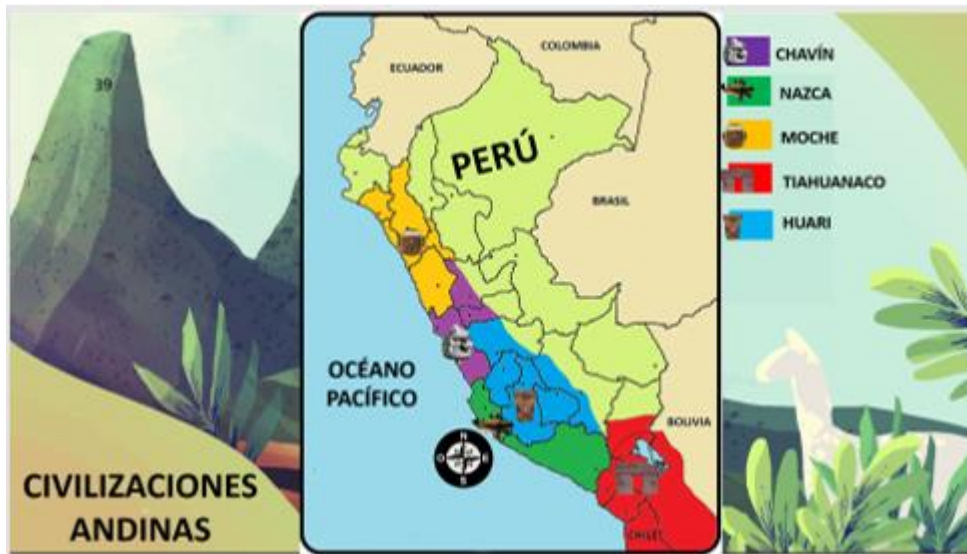 39
CIVILIZACIONES
ANDINAS
COLOMBIA
ECUADOR
PERÚ
BRASIL
OCÉANO
PACÍFICO
BOLIVIA
N
O
E
S
CHILE
CHAVÍN
NAZCA
MOCHE
TIAHUANACO
HUARI